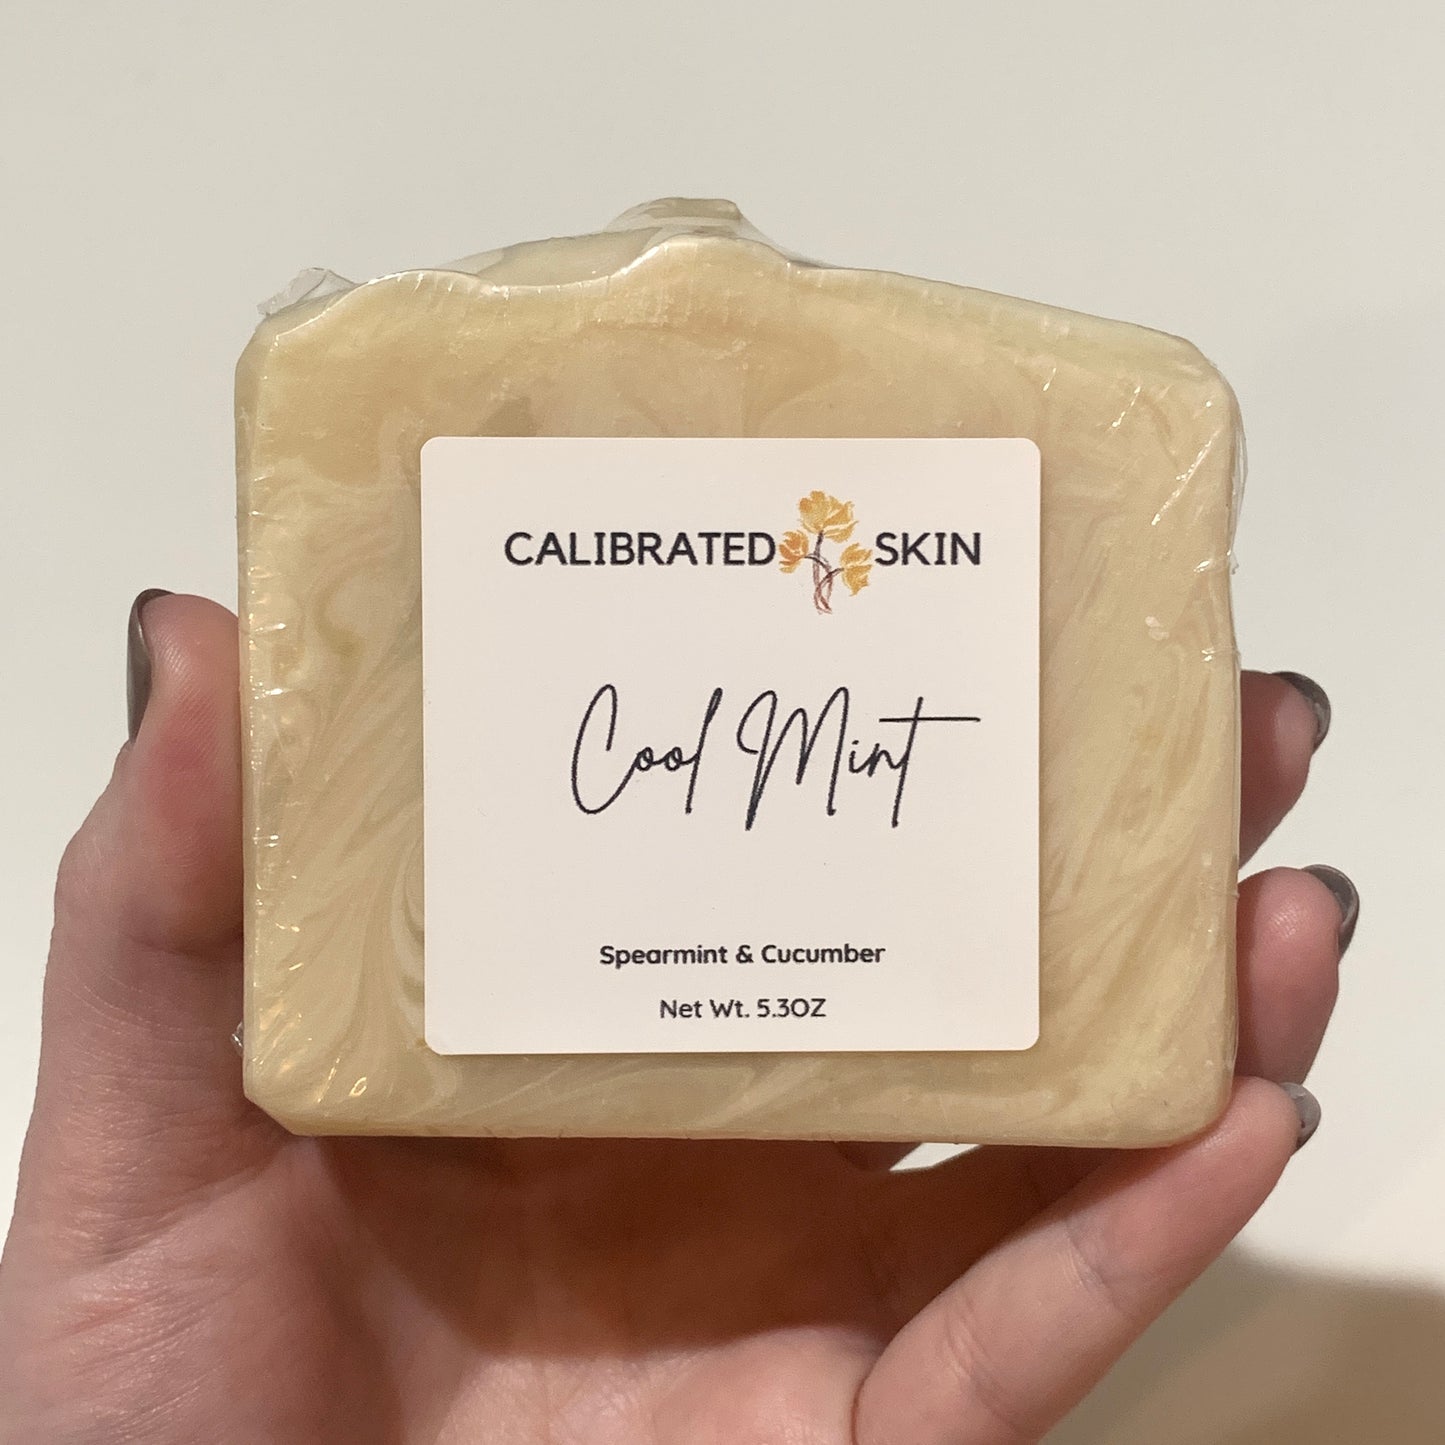 CALIBRATED SKIN
Cool Mint
Spearmint & Cucumber
Net Wt. 5.3OZ